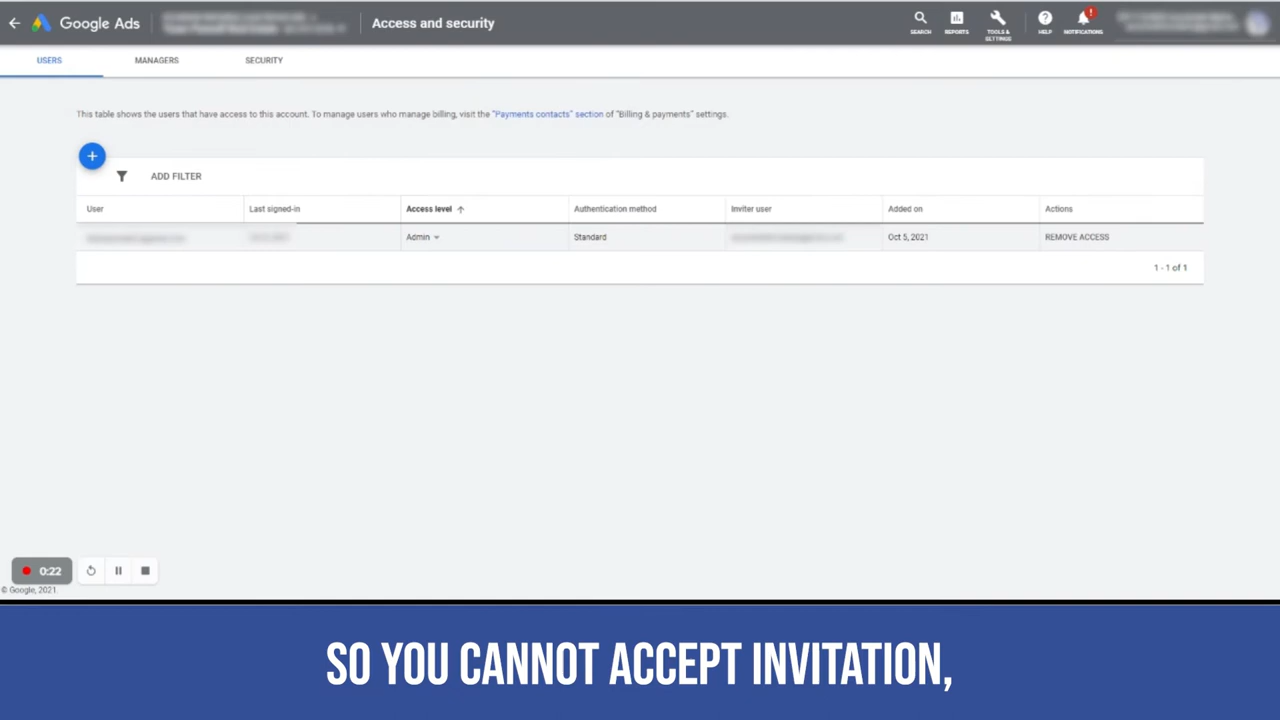 Google Ads
Access and security
SEARCH
REPORTS
TOOLS & SETTINGS
HELP
!
NOTIFICATIONS
USERS MANAGERS SECURITY
This table shows the users that have access to this account. To manage users who manage billing, visit the "Payments contacts" section of "Billing & payments" settings.
ADD FILTER
User Last signed-in Access level Authentication method Inviter user Added on Actions
Admin Standard Oct 5, 2021 REMOVE ACCESS
1 - 1 of 1
0:22
© Google, 2021.
SO YOU CANNOT ACCEPT INVITATION,